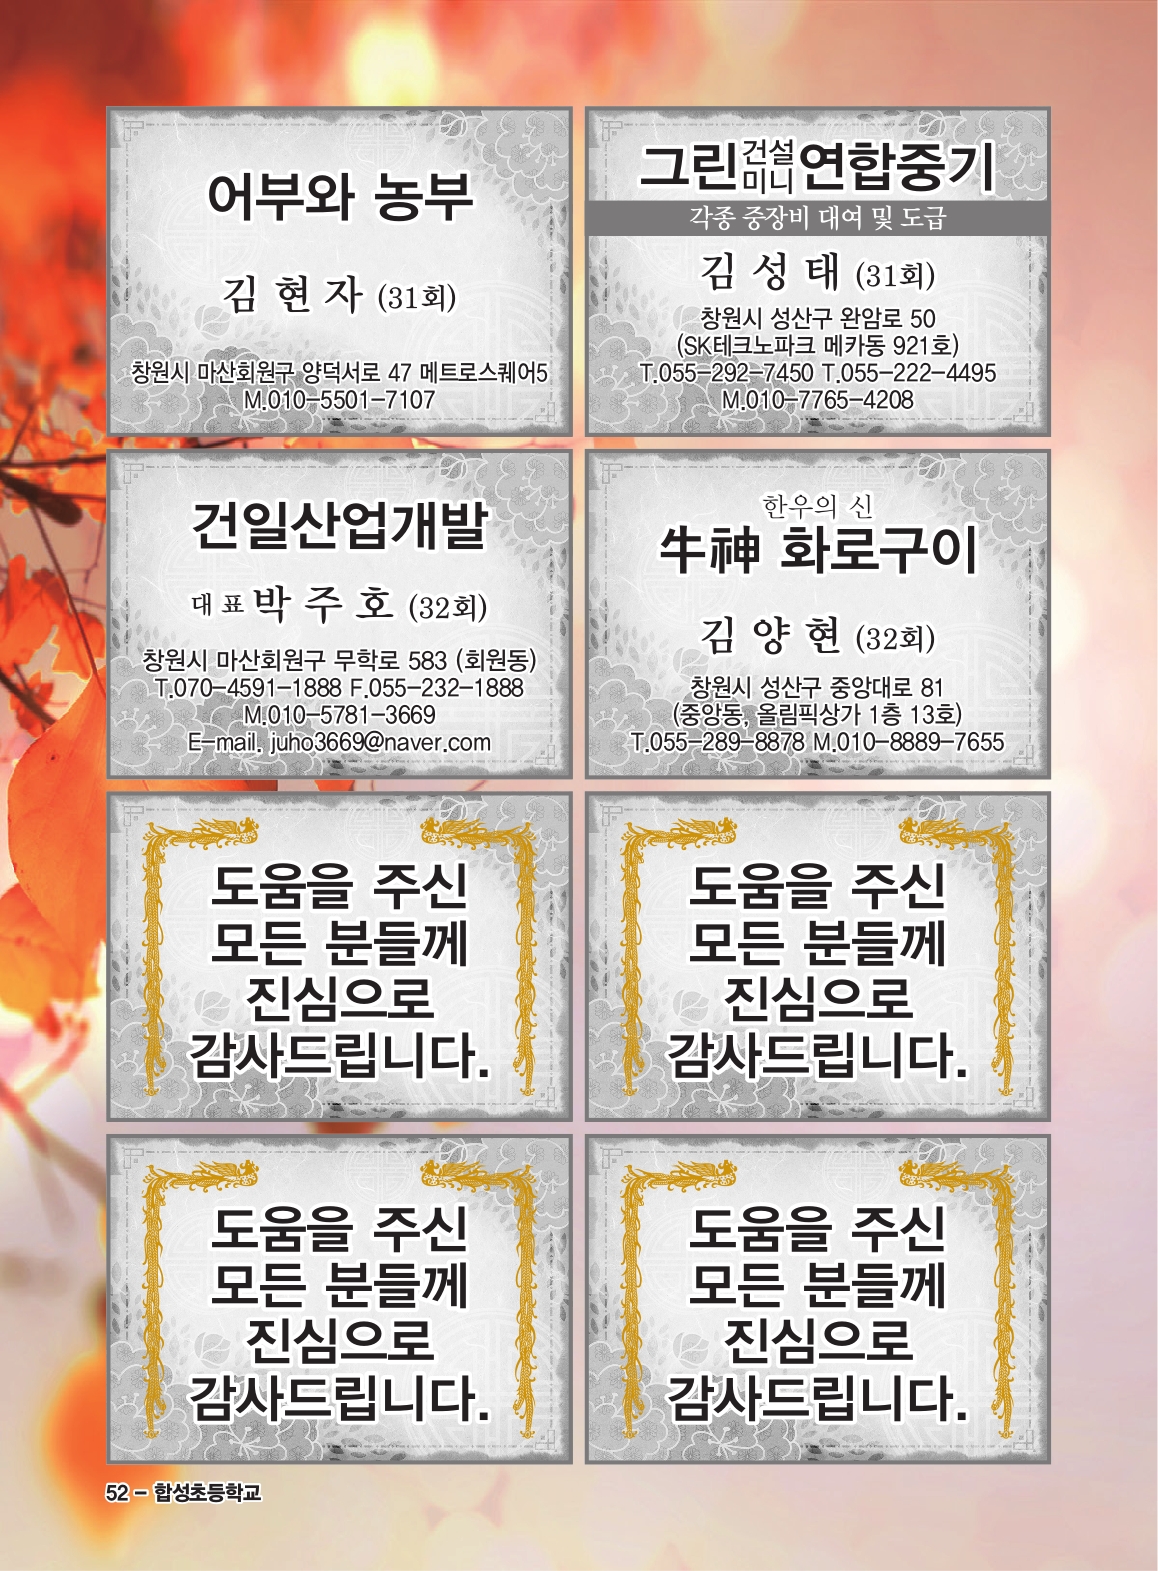 어부와 농부
김 현 자 (31회)
창원시 마산회원구 양덕서로 47 메트로스퀘어5
M.010-5501-7107
그린 건설 미니 연합중기
각종 중장비 대여 및 도급
김 성 태 (31회)
창원시 성산구 완암로 50
(SK테크노파크 메카동 921호)
T.055-292-7450 T.055-222-4495
M.010-7765-4208
건일산업개발
대 표 박 주 호 (32회)
창원시 마산회원구 무학로 583 (회원동)
T.070-4591-1888 F.055-232-1888
M.010-5781-3669
E-mail. juho3669@naver.com
한우의 신
牛神 화로구이
김 양 현 (32회)
창원시 성산구 중앙대로 81
(중앙동, 올림픽상가 1층 13호)
T.055-289-8878 M.010-8889-7655
도움을 주신
모든 분들께
진심으로
감사드립니다.
도움을 주신
모든 분들께
진심으로
감사드립니다.
도움을 주신
모든 분들께
진심으로
감사드립니다.
도움을 주신
모든 분들께
진심으로
감사드립니다.
52 - 합성초등학교